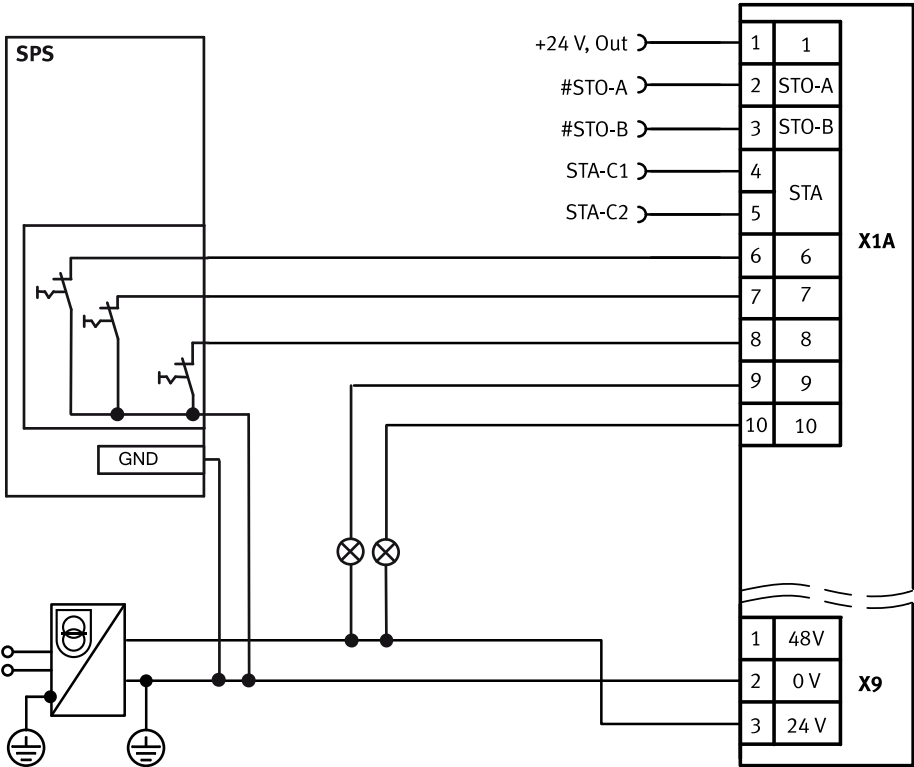 SPS
+24 V, Out 1 1
#STO-A 2 STO-A
#STO-B 3 STO-B
STA-C1 4
STA
STA-C2 5
X1A
6 6
7 7
8 8
9 9
10 10
GND
1 48V
2 0 V
X9
3 24 V